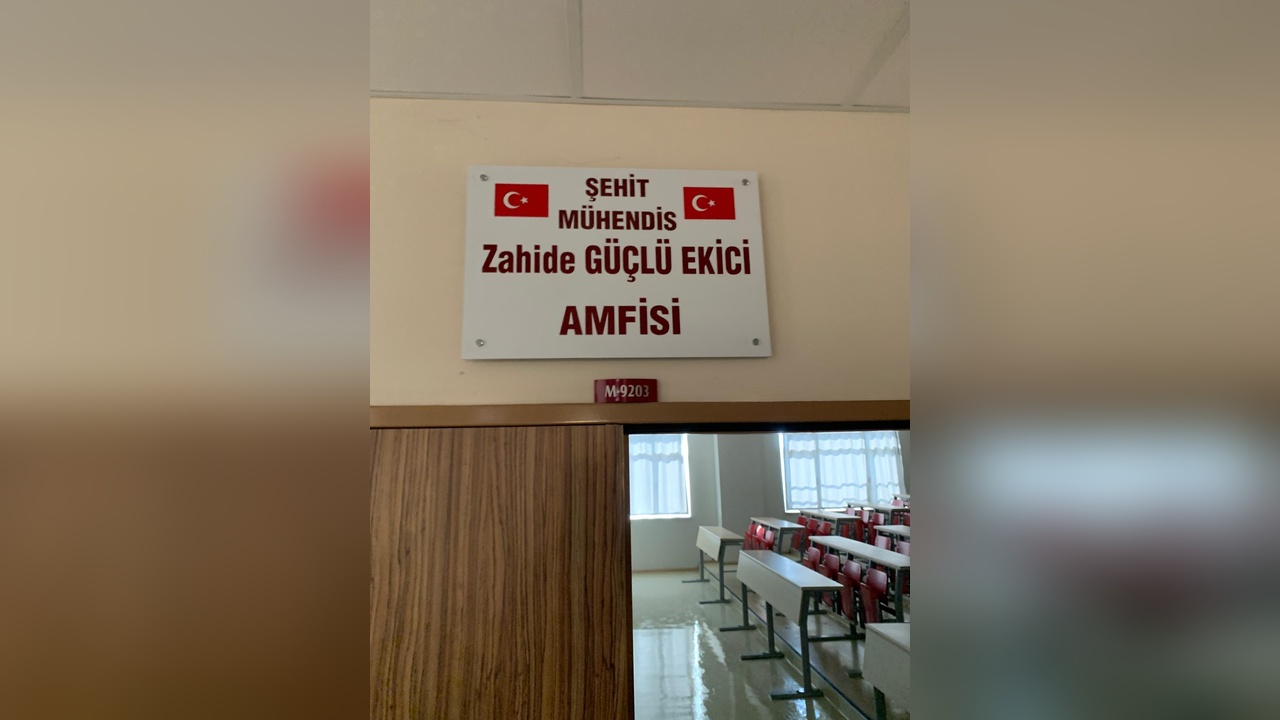 ŞEHİT
MÜHENDİS
Zahide GÜÇLÜ EKİCİ
AMFİSİ
M-9203